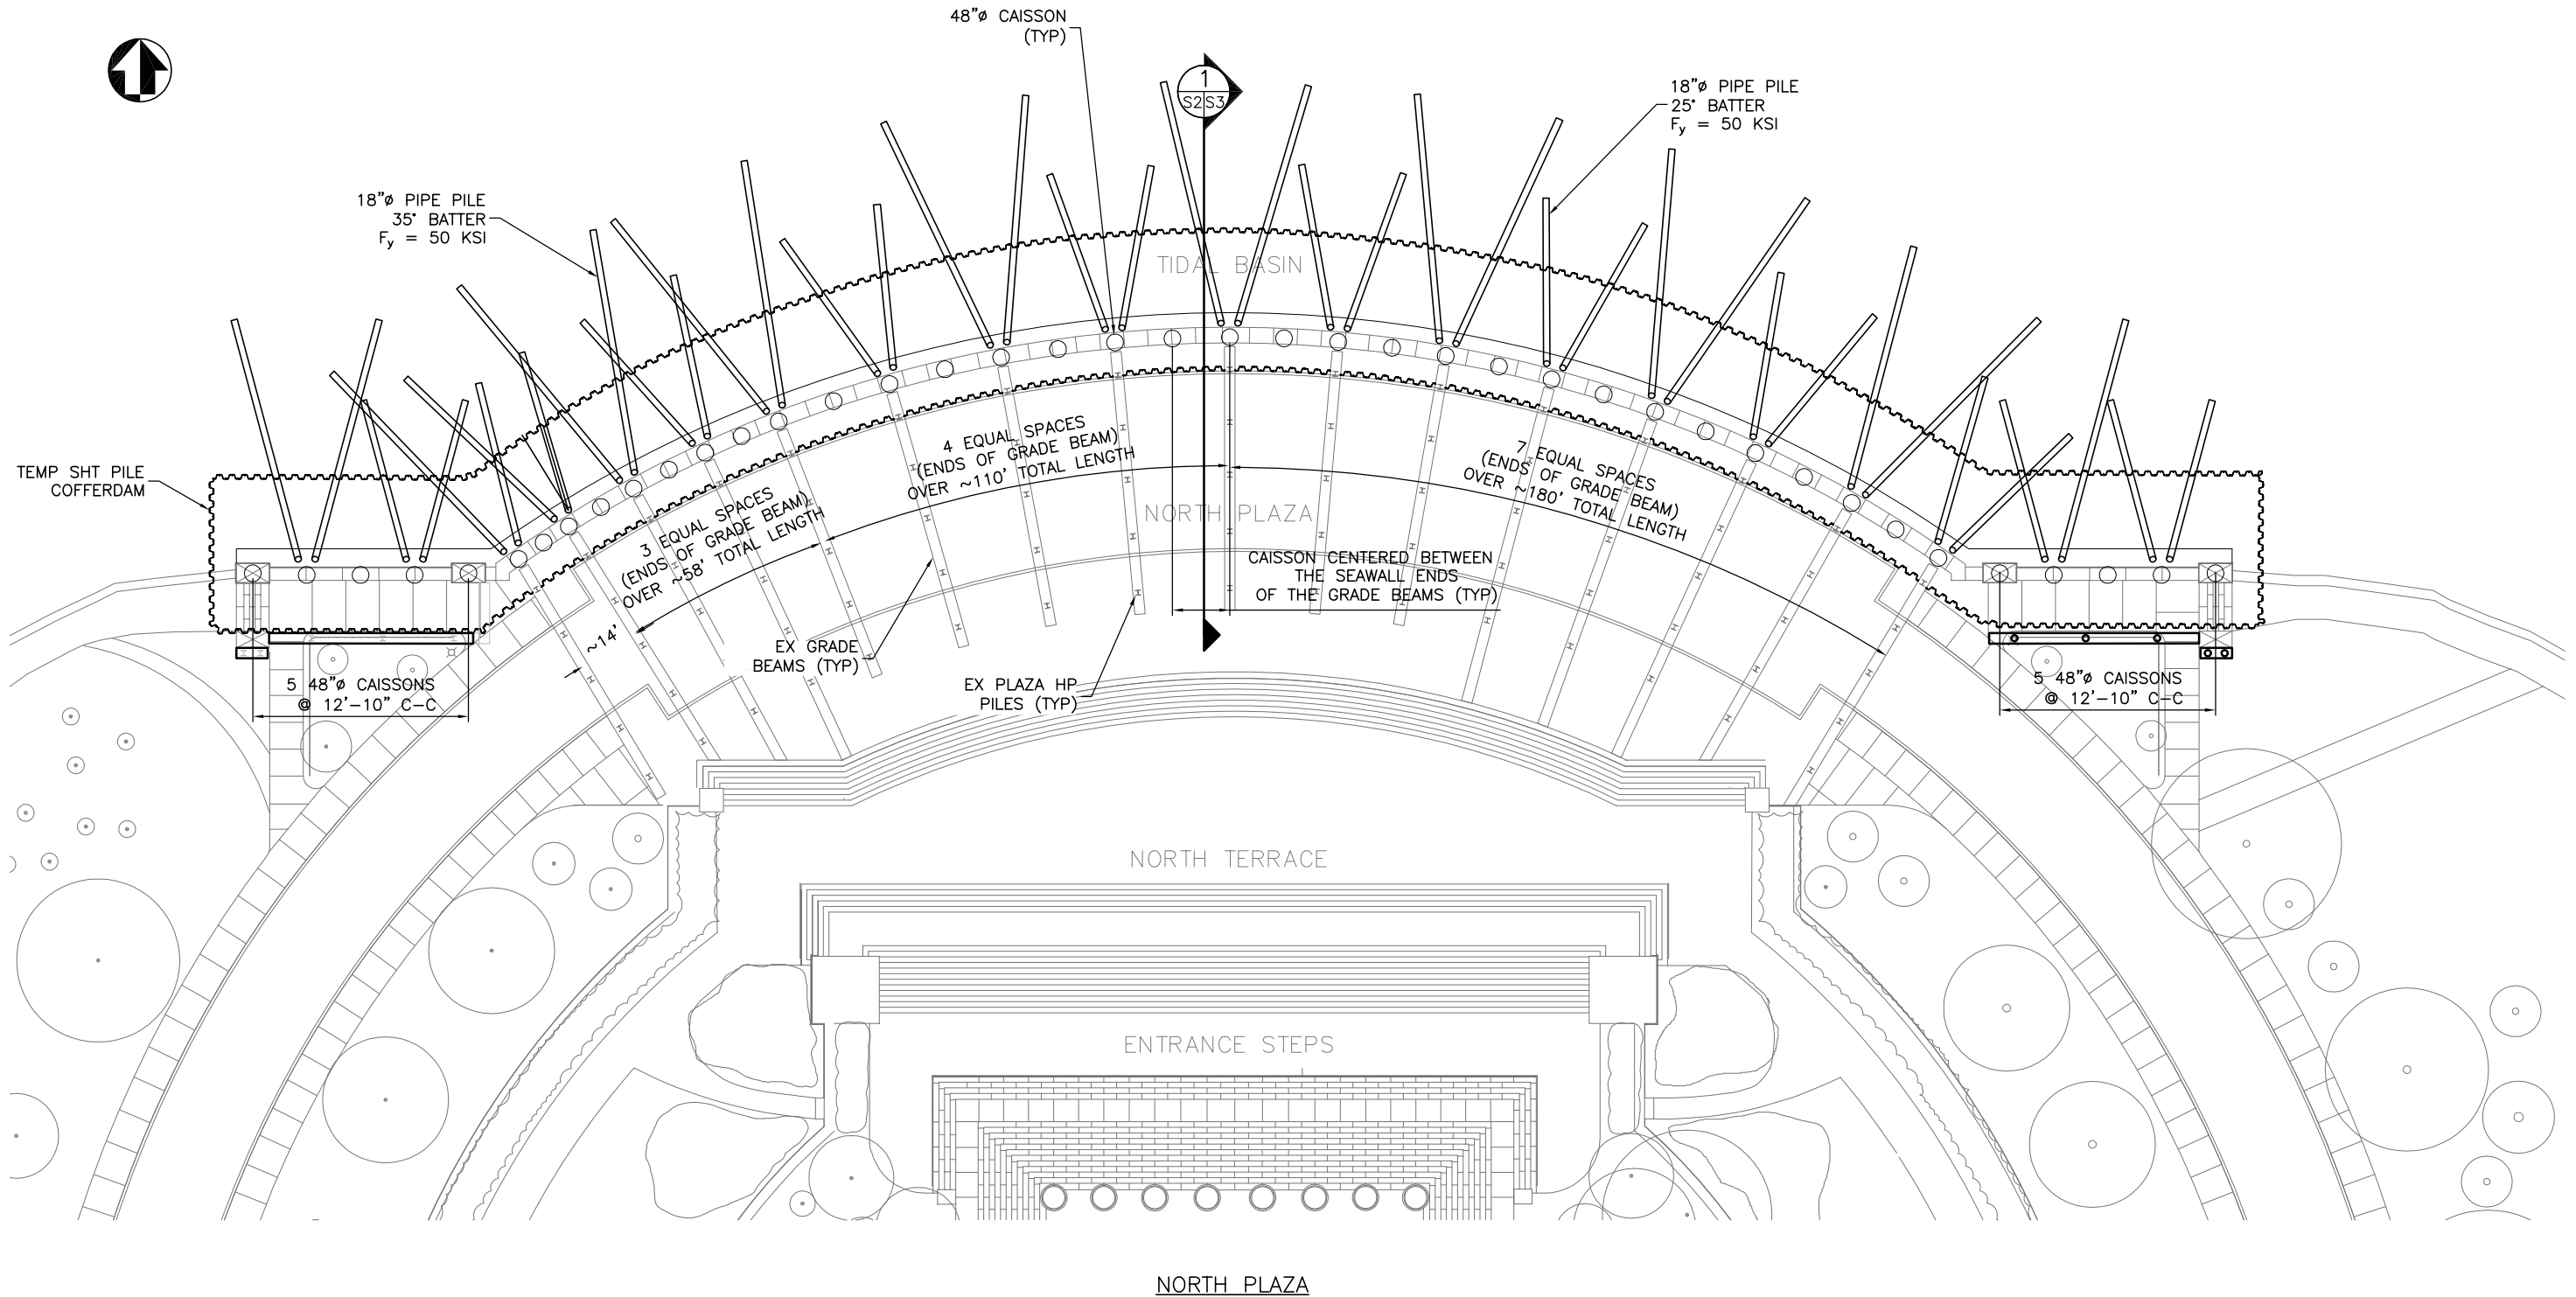 48"ø CAISSON
(TYP)
1
S2 S3
18"ø PIPE PILE
25° BATTER
Fy = 50 KSI
18"ø PIPE PILE
35° BATTER
Fy = 50 KSI
TIDAL BASIN
TEMP SHT PILE
COFFERDAM
4 EQUAL SPACES
(ENDS OF GRADE BEAM)
OVER ~110' TOTAL LENGTH
7 EQUAL SPACES
(ENDS OF GRADE BEAM)
OVER ~180' TOTAL LENGTH
3 EQUAL SPACES
(ENDS OF GRADE BEAM)
OVER ~58' TOTAL LENGTH
~14'
NORTH PLAZA
CAISSON CENTERED BETWEEN
THE SEAWALL ENDS
OF THE GRADE BEAMS (TYP)
EX GRADE
BEAMS (TYP)
EX PLAZA HP
PILES (TYP)
5 48"ø CAISSONS
@ 12'-10" C-C
5 48"ø CAISSONS
@ 12'-10" C-C
NORTH TERRACE
ENTRANCE STEPS
NORTH PLAZA